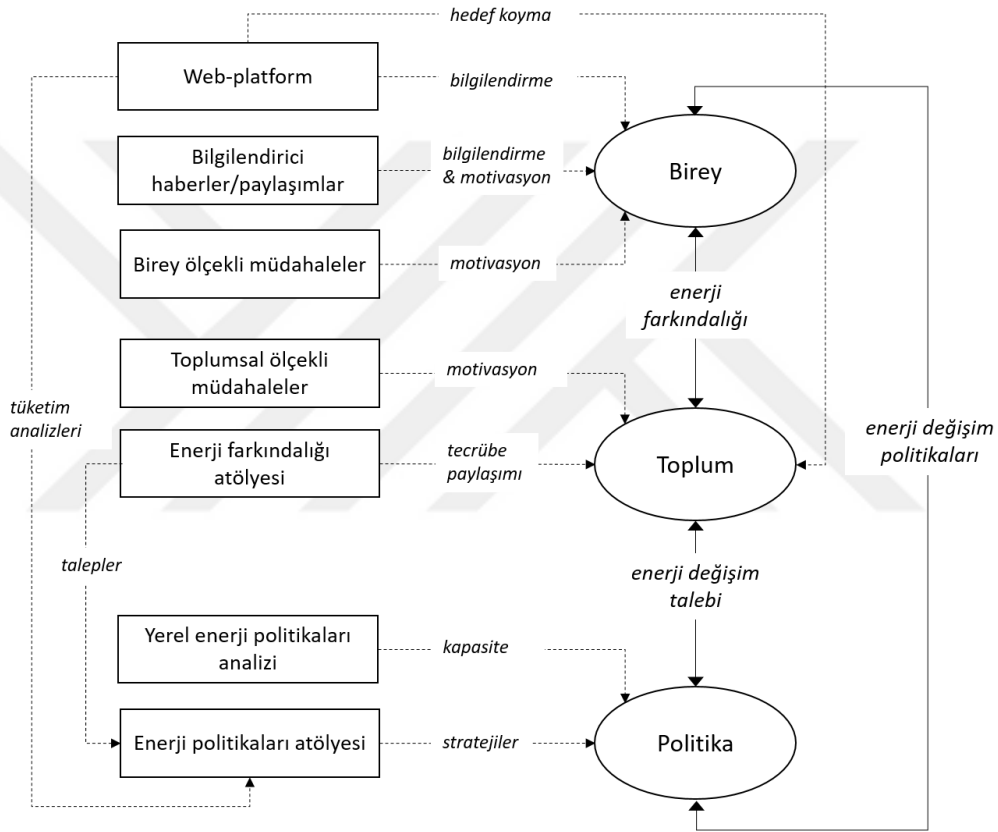 hedef koyma
Web-platform
bilgilendirme
Bilgilendirici
haberler/paylaşımlar
bilgilendirme
& motivasyon
Birey
Birey ölçekli müdahaleler
motivasyon
enerji
farkındalığı
Toplumsal ölçekli
müdahaleler
motivasyon
tüketim
analizleri
Enerji farkındalığı
atölyesi
tecrübe
paylaşımı
Toplum
enerji değişim
politikaları
talepler
enerji değişim
talebi
Yerel enerji politikaları
analizi
kapasite
Enerji politikaları atölyesi
stratejiler
Politika